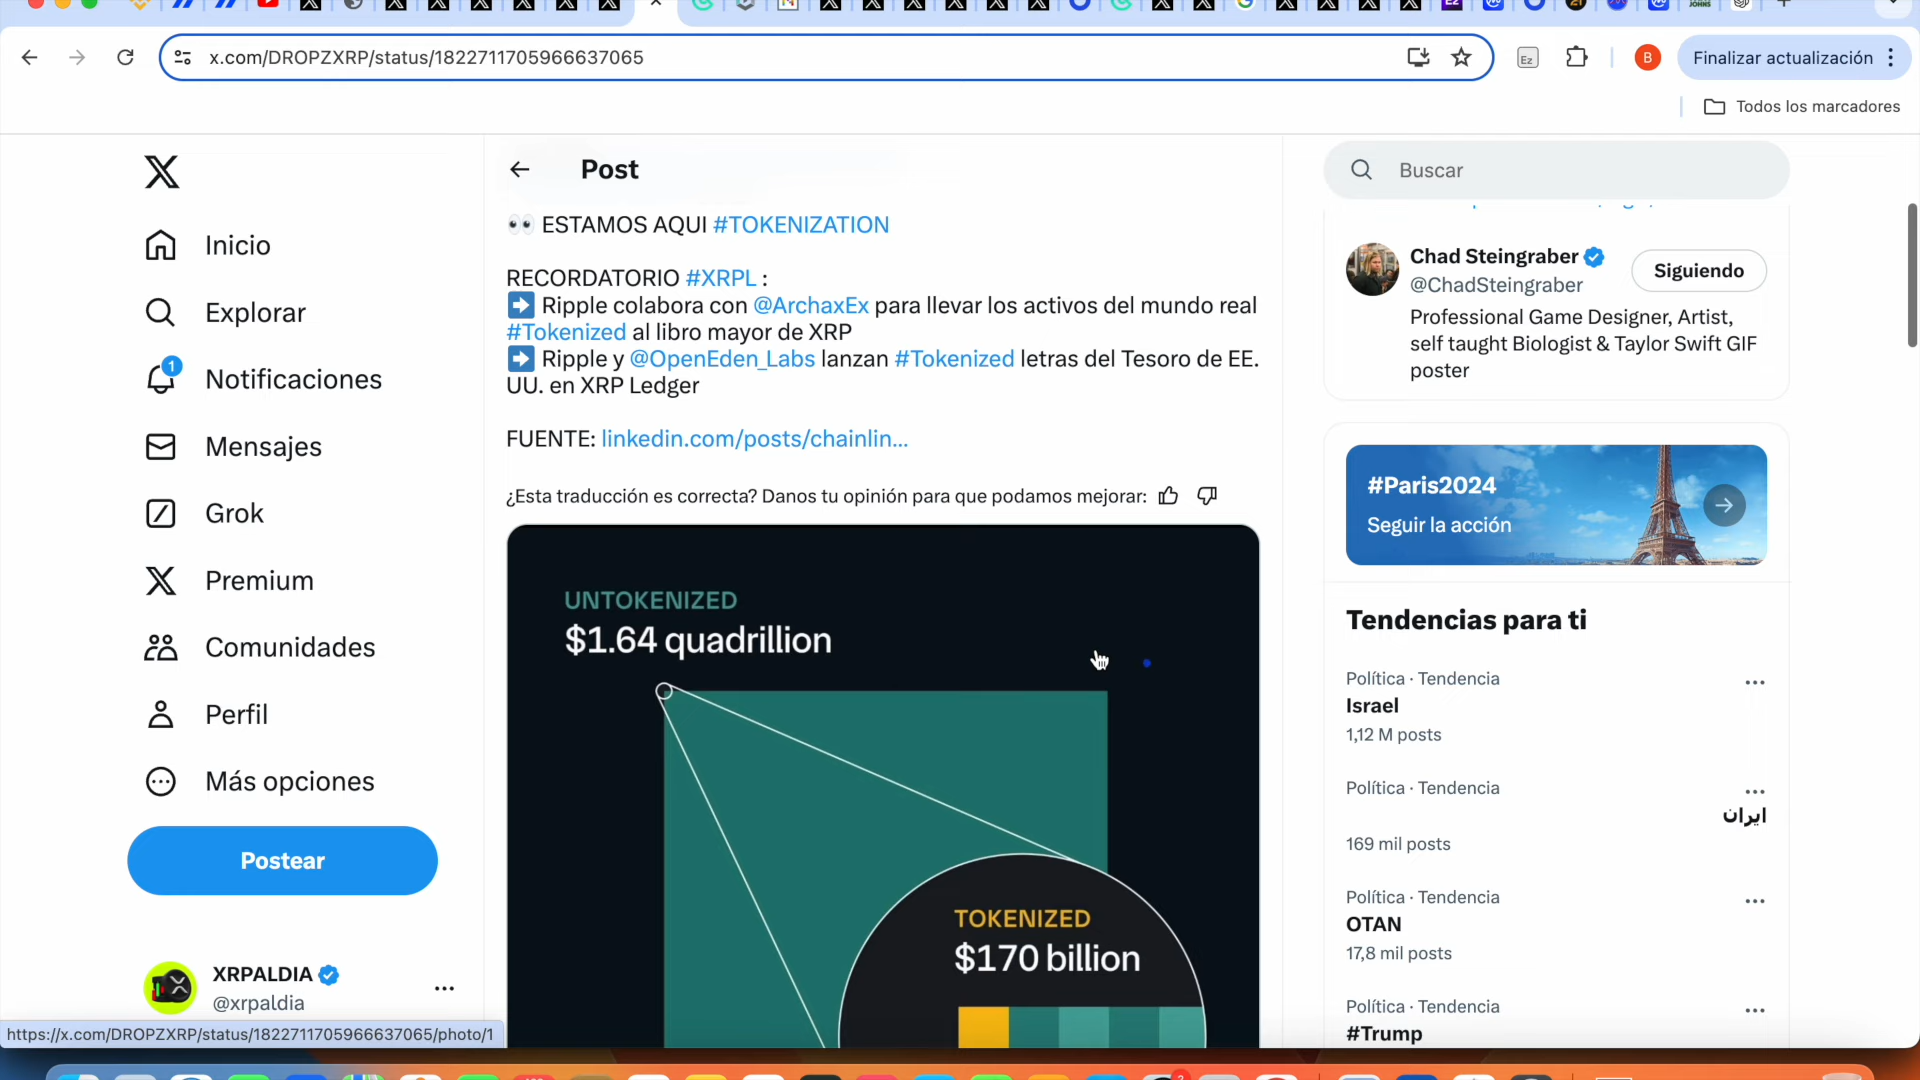 x.com/DROPZXRP/status/1822711705966637065
Ez
B
Finalizar actualización
Todos los marcadores
Post
Buscar
Inicio
Explorar
1
Notificaciones
Mensajes
Grok
Premium
Comunidades
Perfil
Más opciones
Postear
XRPALDIA
@xrpaldia
https://x.com/DROPZXRP/status/1822711705966637065/photo/1
👀 ESTAMOS AQUI #TOKENIZATION
RECORDATORIO #XRPL :
➡️ Ripple colabora con @ArchaxEx para llevar los activos del mundo real
#Tokenized al libro mayor de XRP
➡️ Ripple y @OpenEden_Labs lanzan #Tokenized letras del Tesoro de EE.
UU. en XRP Ledger
FUENTE: linkedin.com/posts/chainlin...
¿Esta traducción es correcta? Danos tu opinión para que podamos mejorar:
UNTOKENIZED
$1.64 quadrillion
TOKENIZED
$170 billion
Chad Steingraber
@ChadSteingraber
Siguiendo
Professional Game Designer, Artist,
self taught Biologist & Taylor Swift GIF
poster
#Paris2024
Seguir la acción
Tendencias para ti
Política · Tendencia
Israel
1,12 M posts
Política · Tendencia
ایران
169 mil posts
Política · Tendencia
OTAN
17,8 mil posts
Política · Tendencia
#Trump